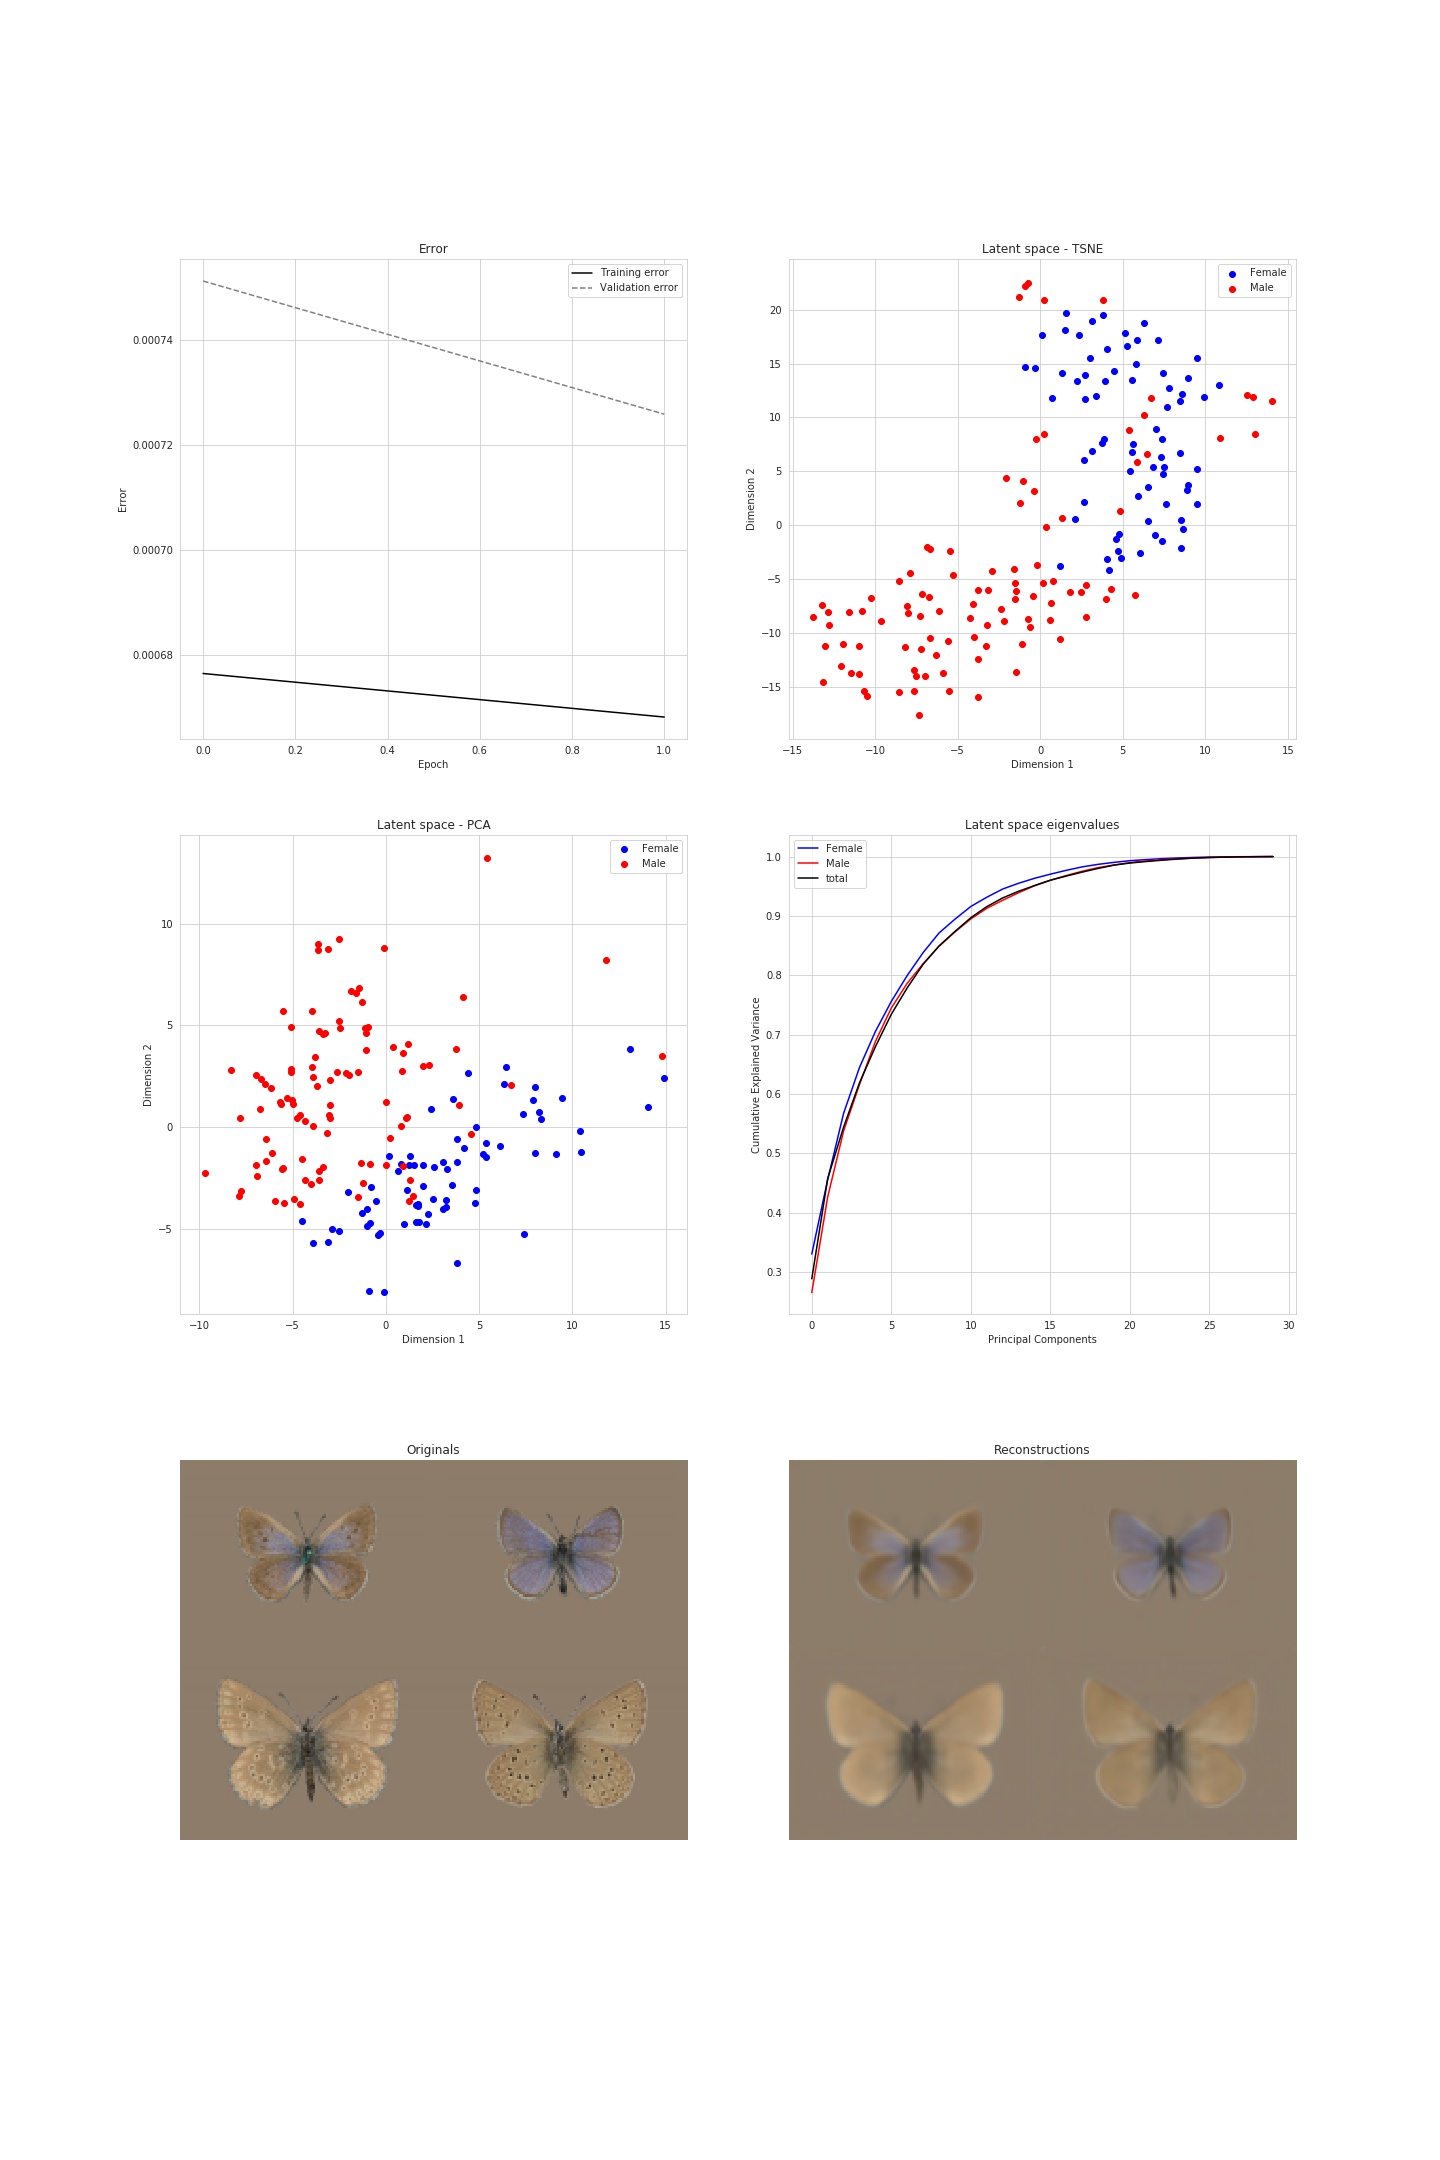 Error
Training error
Validation error
0.00074
0.00072
0.00070
0.00068
Error
0.0 0.2 0.4 0.6 0.8 1.0
Epoch
Latent space - TSNE
Female
Male
20
15
10
5
0
−5
−10
−15
Dimension 2
−15 −10 −5 0 5 10 15
Dimension 1
Latent space - PCA
Female
Male
10
5
0
−5
Dimension 2
−10 −5 0 5 10 15
Dimension 1
Latent space eigenvalues
Female
Male
total
1.0
0.9
0.8
0.7
0.6
0.5
0.4
0.3
Cumulative Explained Variance
0 5 10 15 20 25 30
Principal Components
Originals
Reconstructions